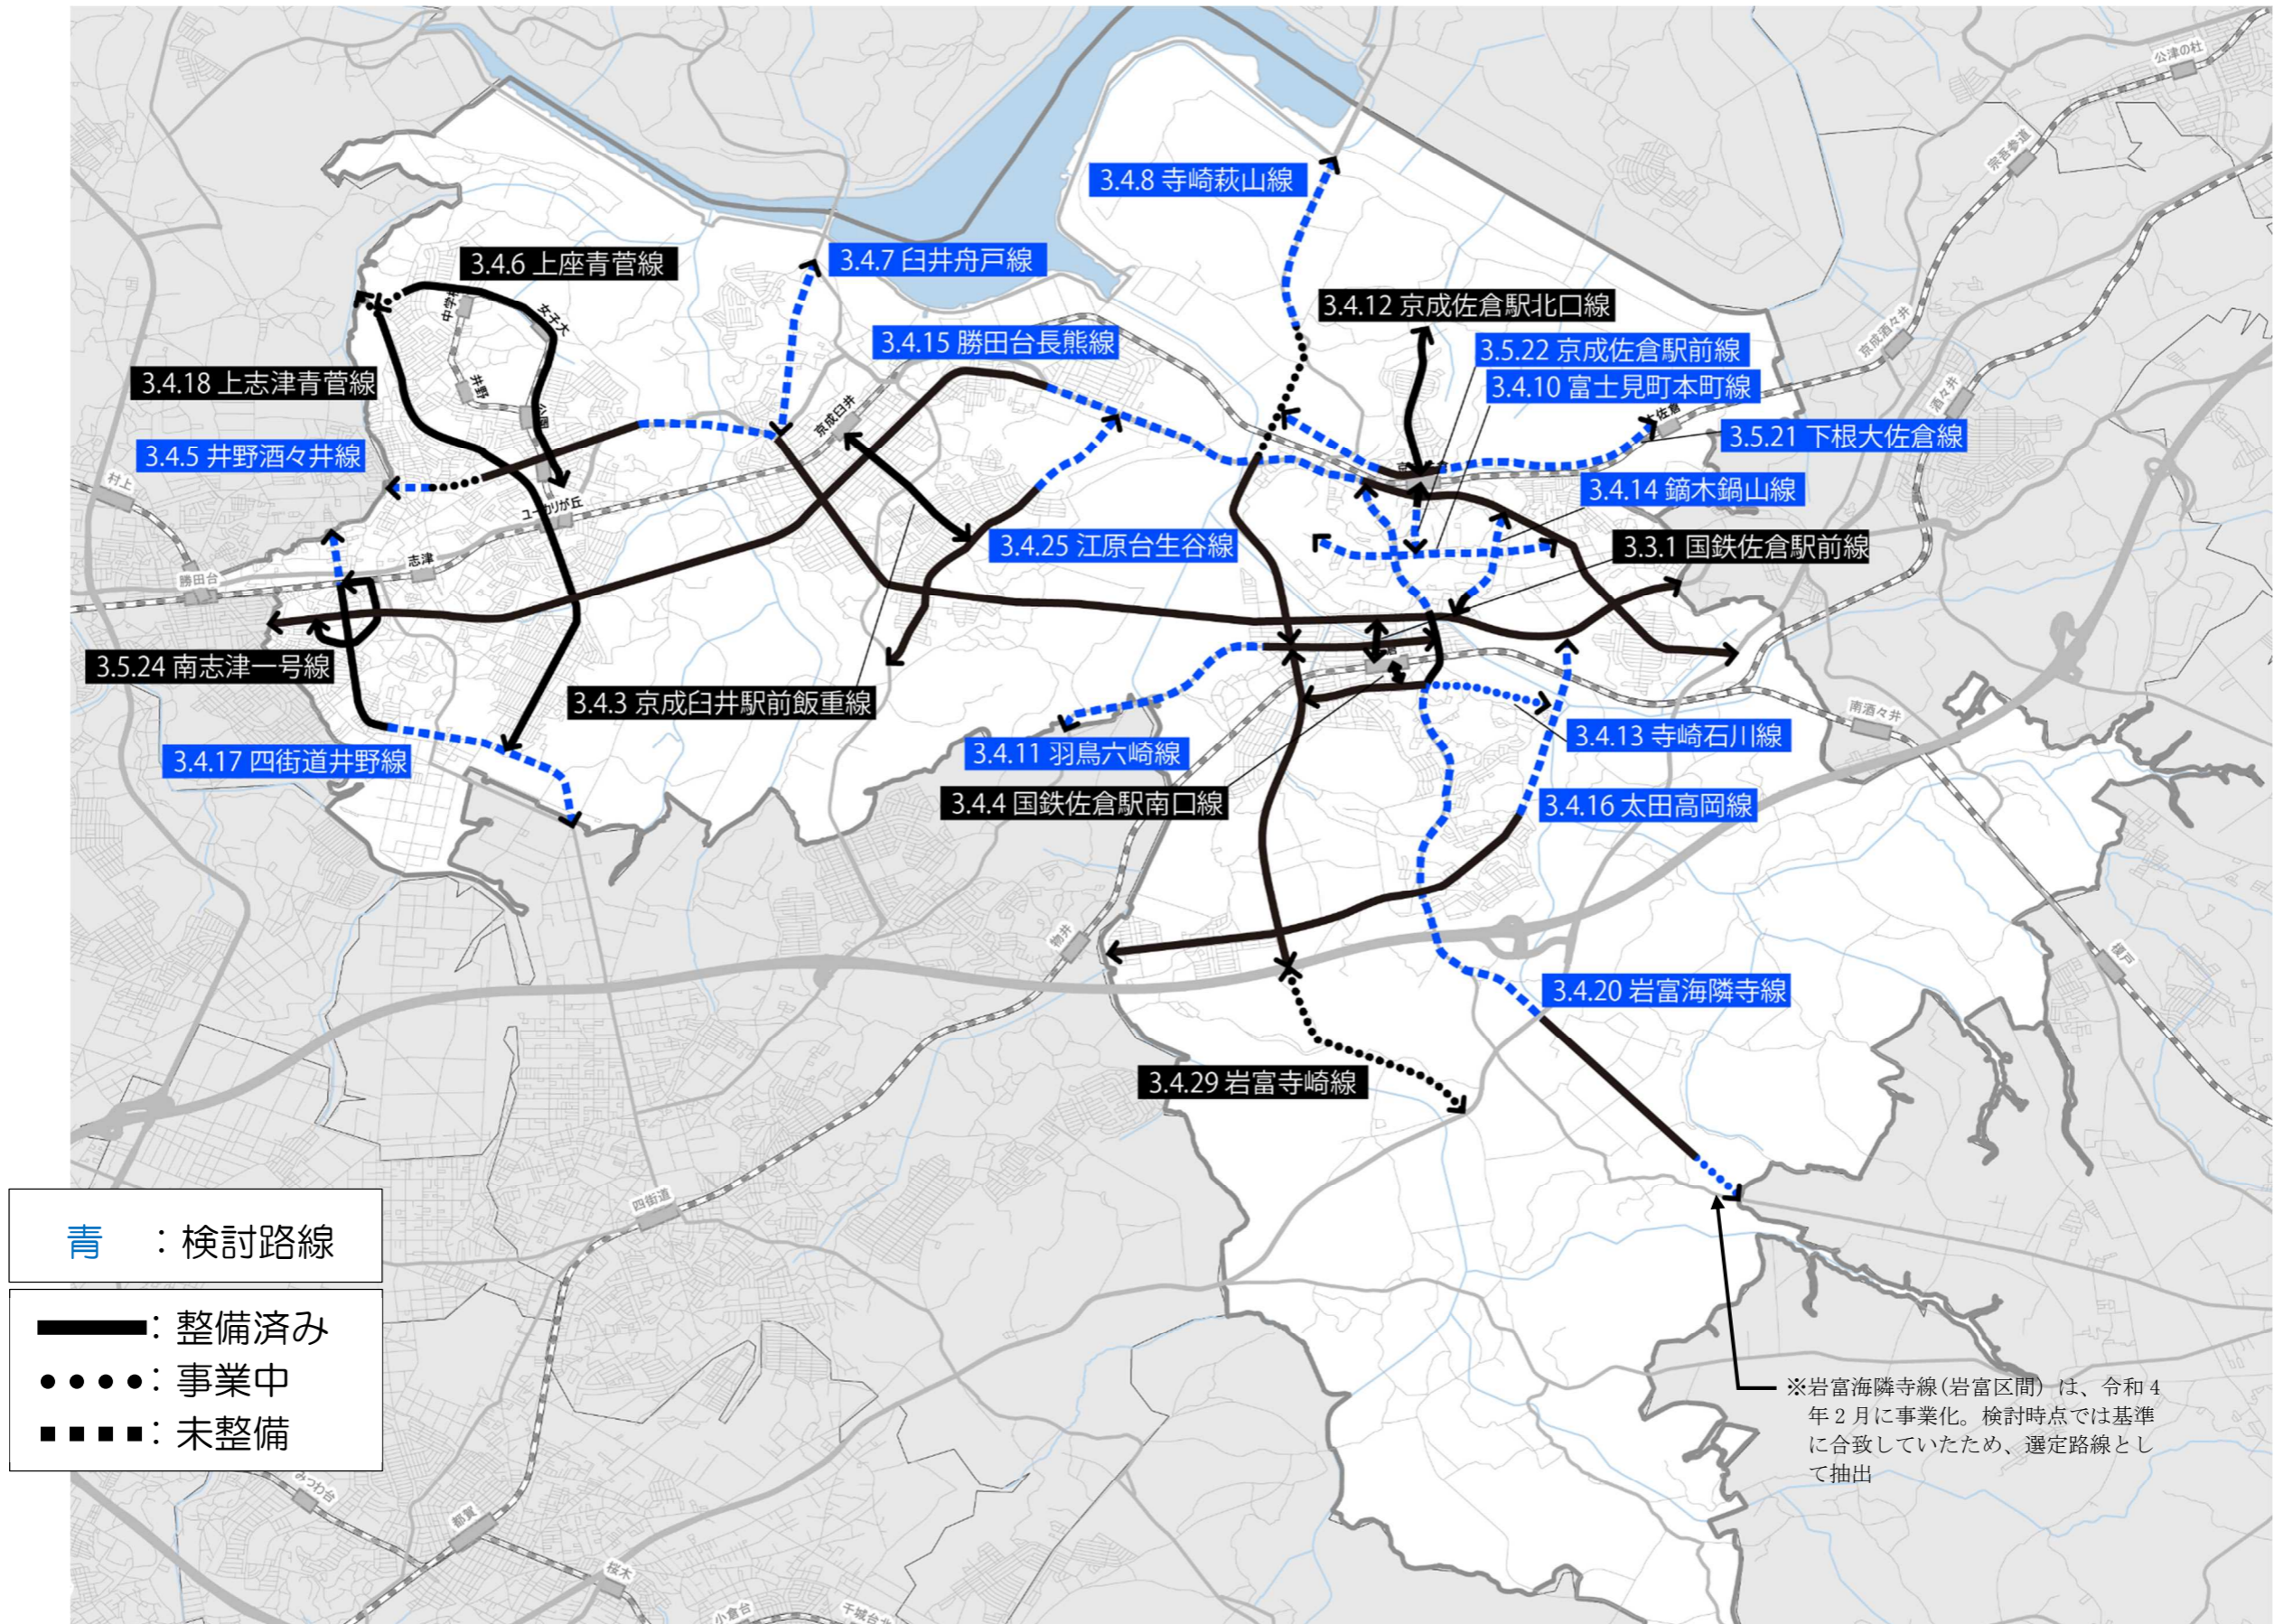 公津の杜
宗吾参道
3.4.8 寺崎萩山線
3.4.6 上座青菅線
3.4.7 臼井舟戸線
中学校
女子大
3.4.12 京成佐倉駅北口線
京成酒々井
3.4.15 勝田台長熊線
3.5.22 京成佐倉駅前線
3.4.18 上志津青菅線
井野
3.4.10 富士見町本町線
酒々井
公園
京成臼井
大佐倉
3.5.21 下根大佐倉線
3.4.5 井野酒々井線
村上
3.4.14 鏑木鍋山線
ユーカリが丘
3.4.25 江原台生谷線
3.3.1 国鉄佐倉駅前線
志津
勝田台
3.5.24 南志津一号線
3.4.3 京成臼井駅前飯重線
南酒々井
3.4.13 寺崎石川線
3.4.11 羽鳥六崎線
3.4.17 四街道井野線
3.4.4 国鉄佐倉駅南口線
3.4.16 太田高岡線
物井
榎戸
3.4.20 岩富海隣寺線
3.4.29 岩富寺崎線
四街道
青　：検討路線
：整備済み
：事業中
：未整備
※岩富海隣寺線(岩富区間) は、令和4
年2月に事業化。検討時点では基準
に合致していたため、選定路線とし
て抽出
みつわ台
都賀
桜木
小倉台
千城台北